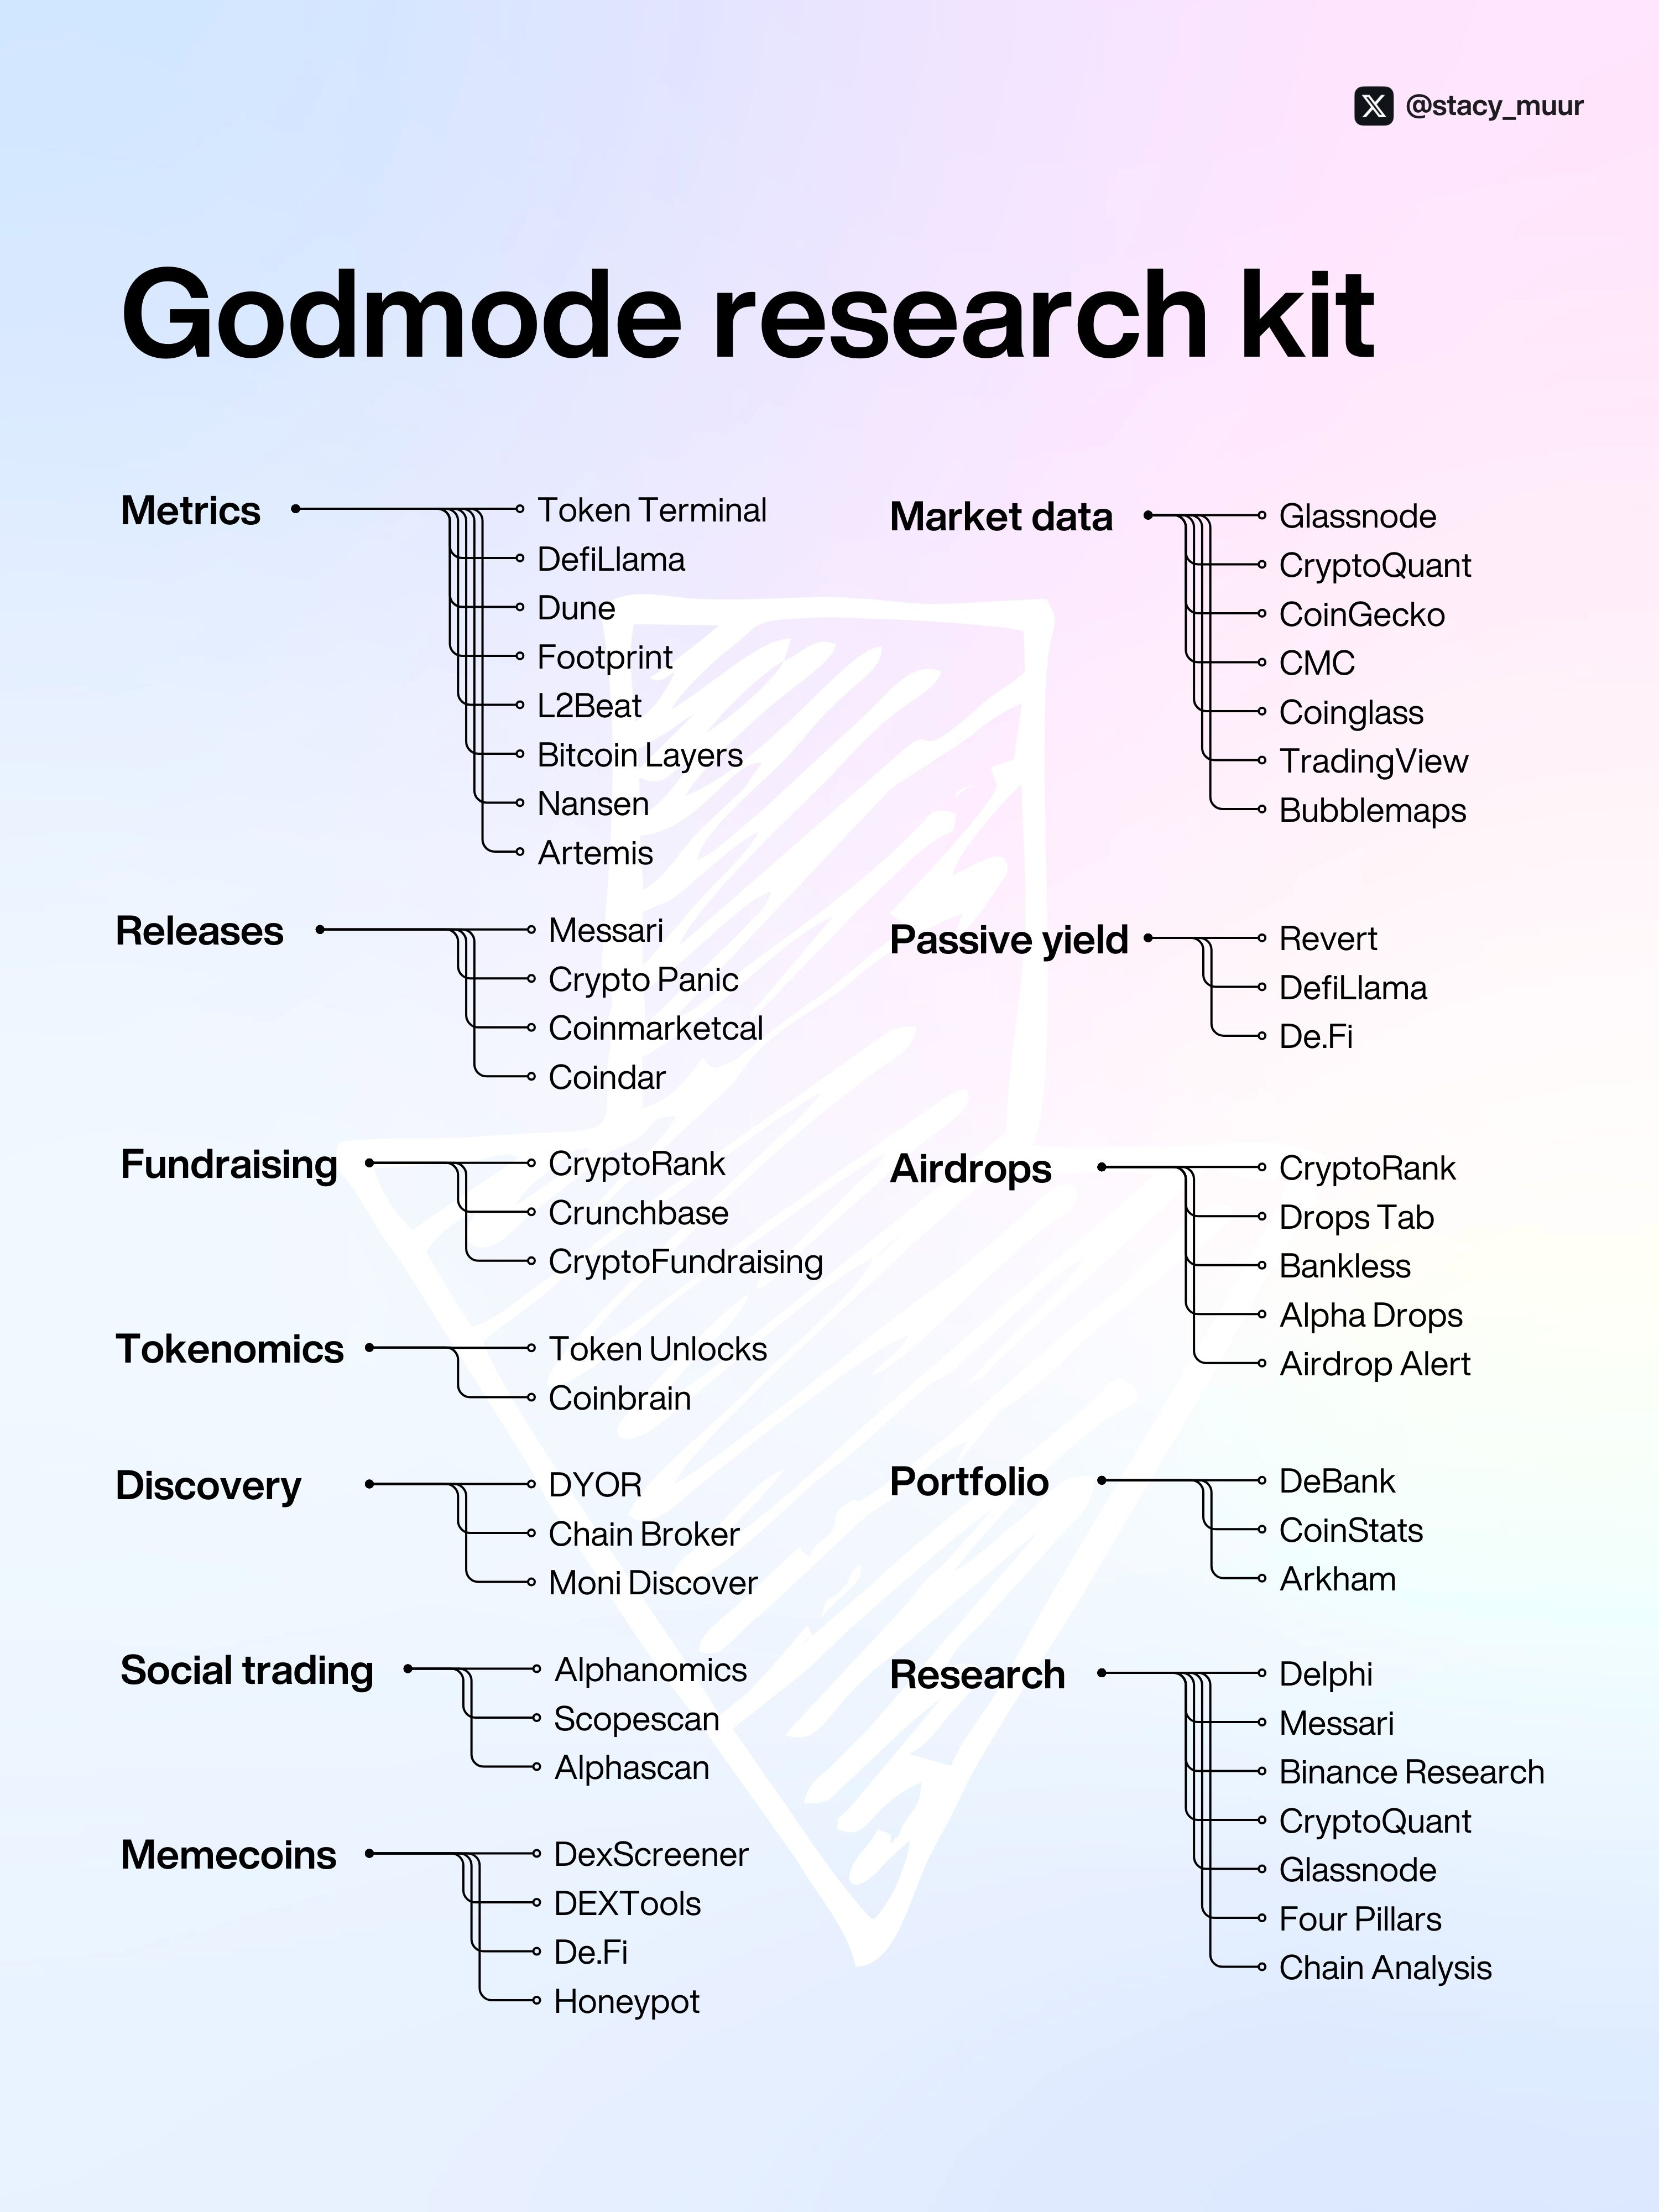 @stacy_muur
Godmode research kit
Metrics
Token Terminal
DefiLlama
Dune
Footprint
L2Beat
Bitcoin Layers
Nansen
Artemis
Releases
Messari
Crypto Panic
Coinmarketcal
Coindar
Fundraising
CryptoRank
Crunchbase
CryptoFundraising
Tokenomics
Token Unlocks
Coinbrain
Discovery
DYOR
Chain Broker
Moni Discover
Social trading
Alphanomics
Scopescan
Alphascan
Memecoins
DexScreener
DEXTools
De.Fi
Honeypot
Market data
Glassnode
CryptoQuant
CoinGecko
CMC
Coinglass
TradingView
Bubblemaps
Passive yield
Revert
DefiLlama
De.Fi
Airdrops
CryptoRank
Drops Tab
Bankless
Alpha Drops
Airdrop Alert
Portfolio
DeBank
CoinStats
Arkham
Research
Delphi
Messari
Binance Research
CryptoQuant
Glassnode
Four Pillars
Chain Analysis